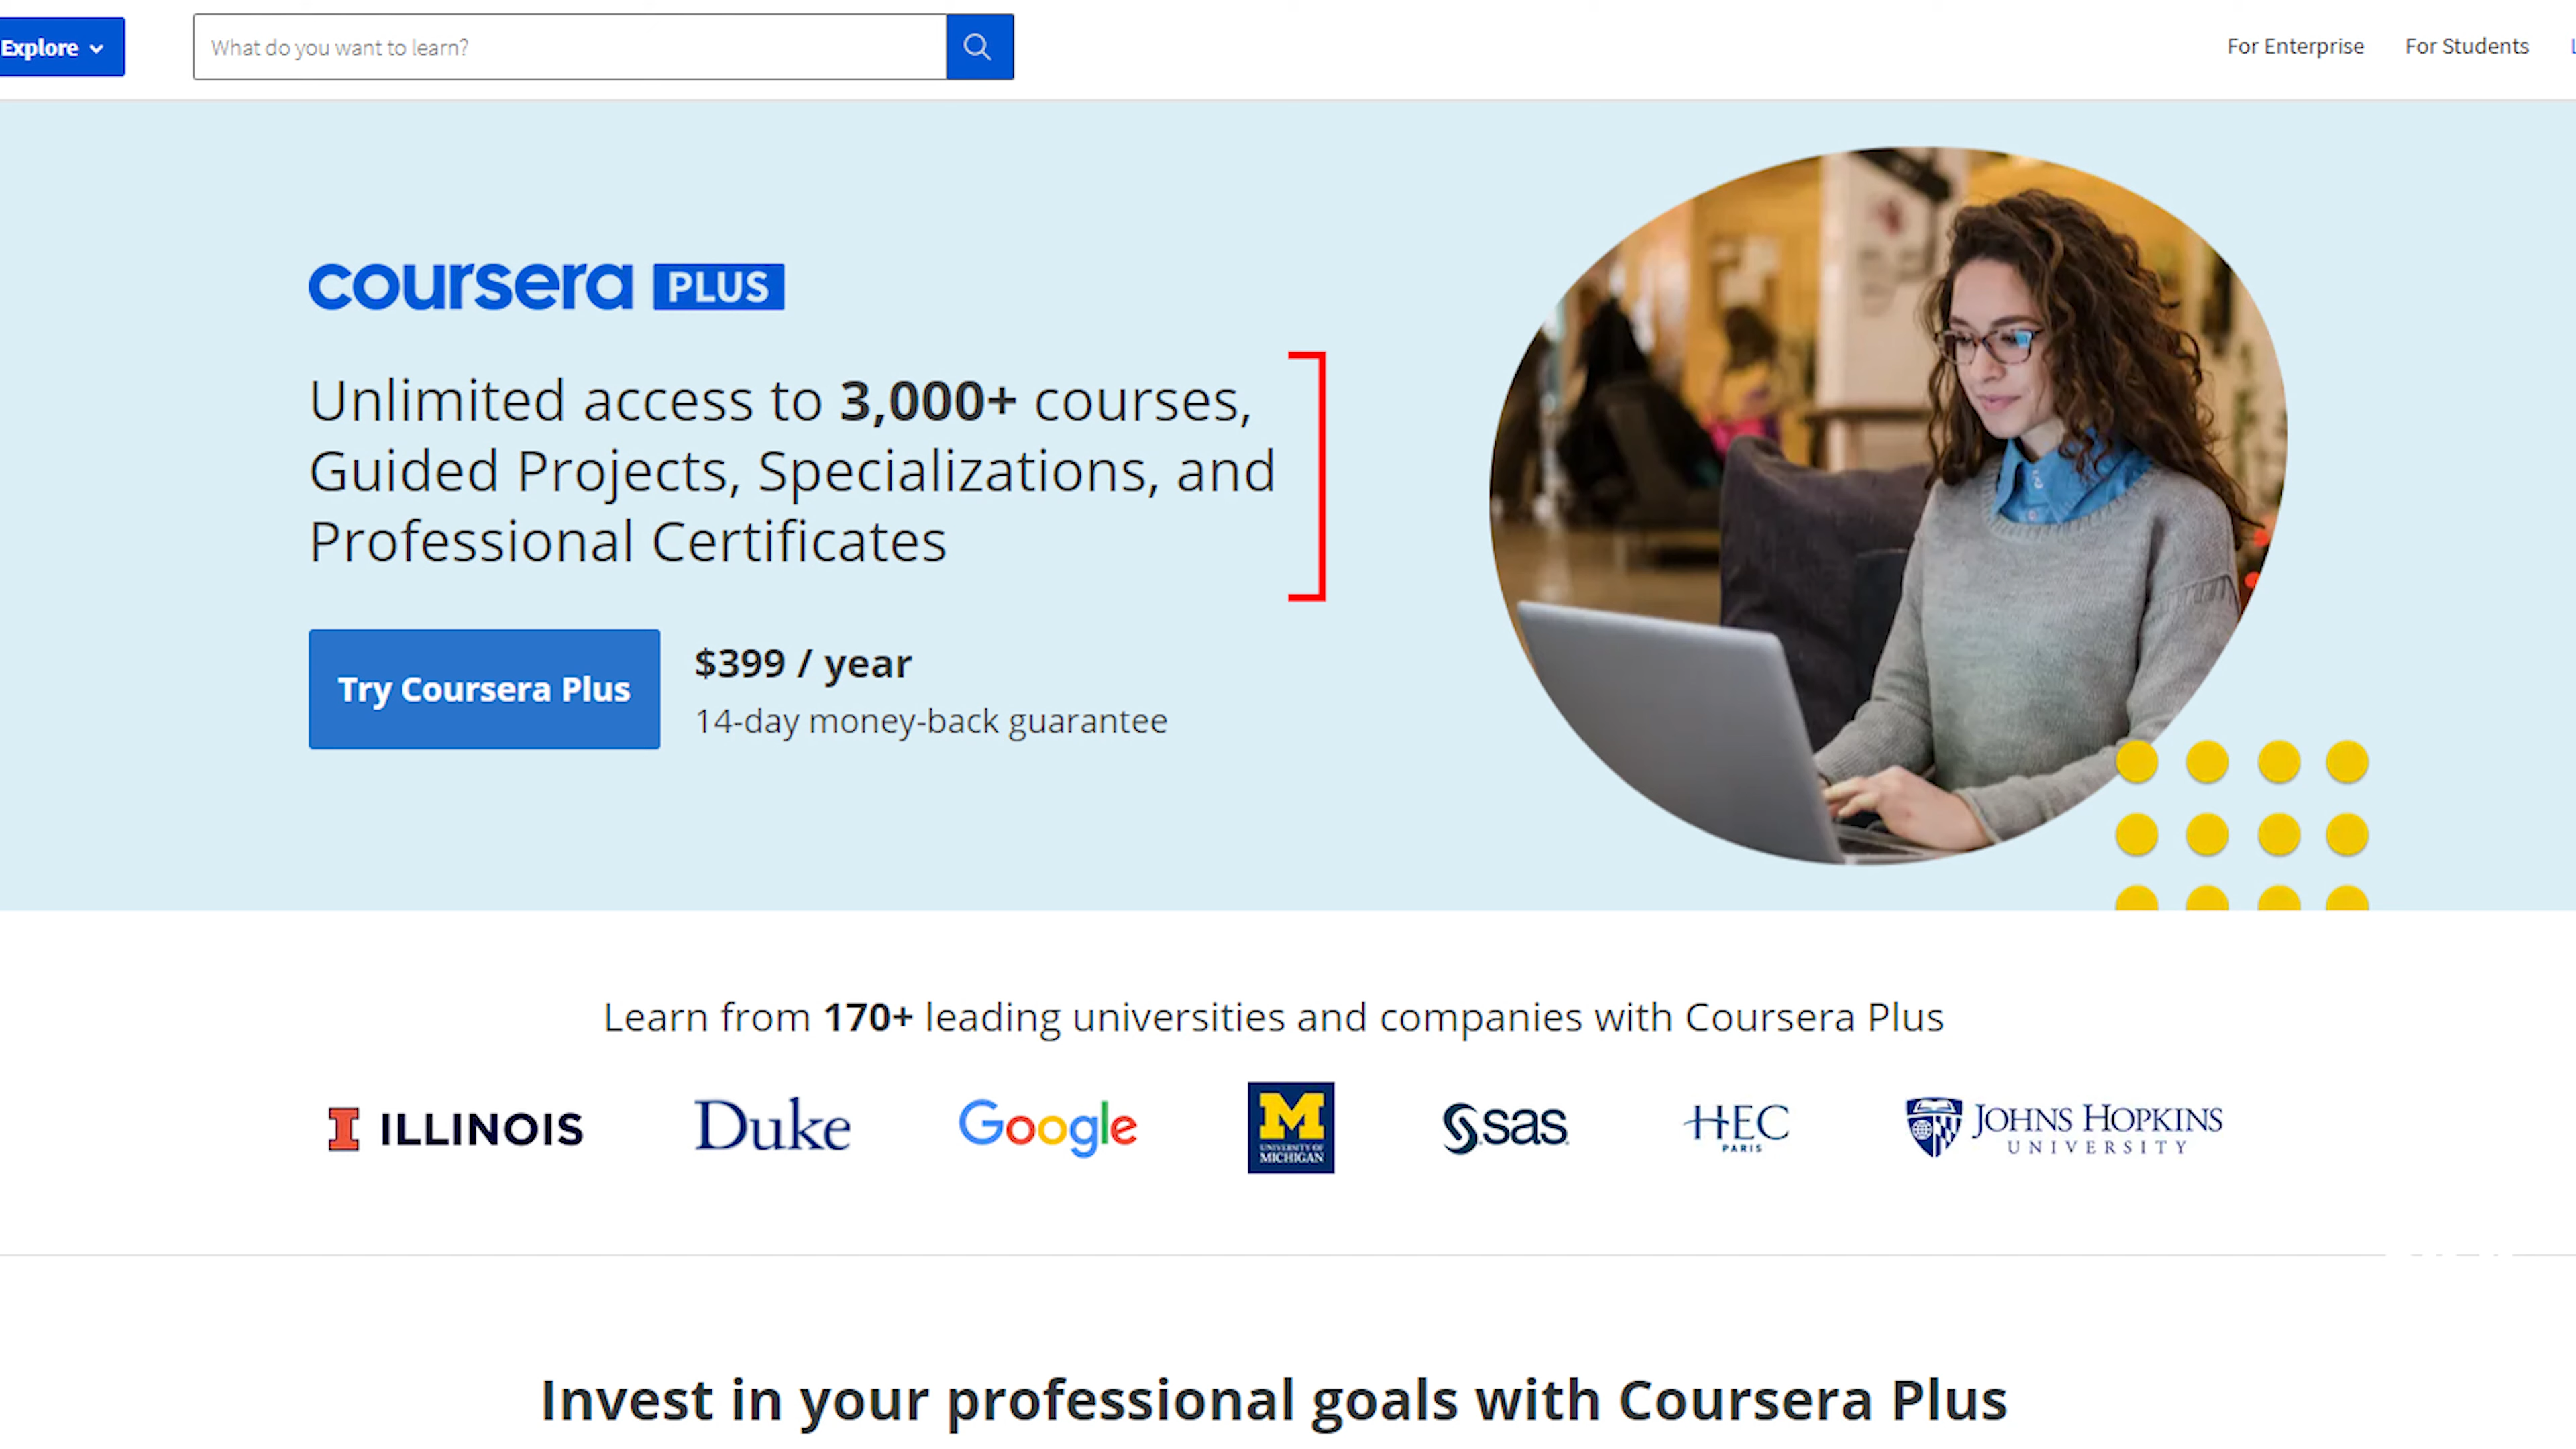 Explore
What do you want to learn?
For Enterprise
For Students
coursera PLUS
Unlimited access to 3,000+ courses,
Guided Projects, Specializations, and
Professional Certificates
Try Coursera Plus
$399 / year
14-day money-back guarantee
Learn from 170+ leading universities and companies with Coursera Plus
I ILLINOIS
Duke
Google
M
UNIVERSITY OF
MICHIGAN
sas
HEC
PARIS
JOHNS HOPKINS
UNIVERSITY
Invest in your professional goals with Coursera Plus